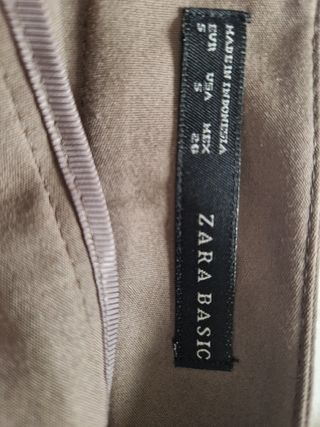 MADE IN INDONESIA
EUR USA MEX
S S 26
ZARA BASIC